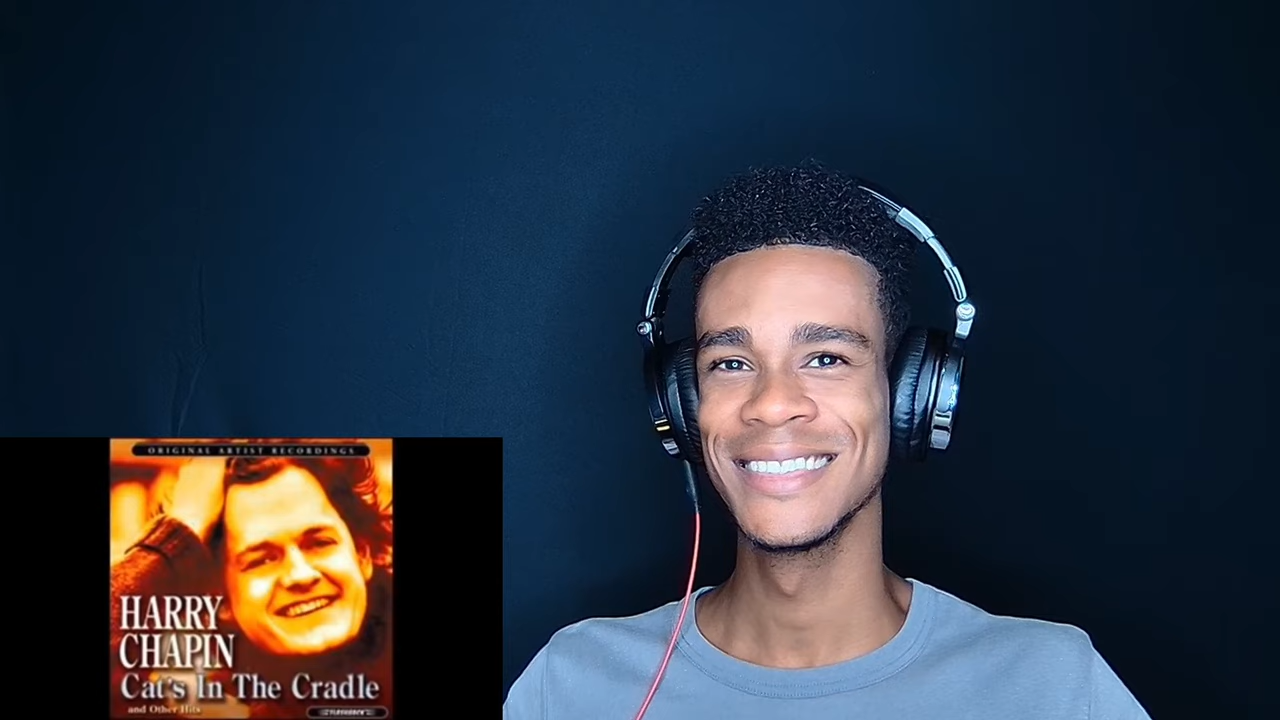 ORIGINAL ARTIST RECORDINGS
HARRY
CHAPIN
Cat's In The Cradle
and Other Hits